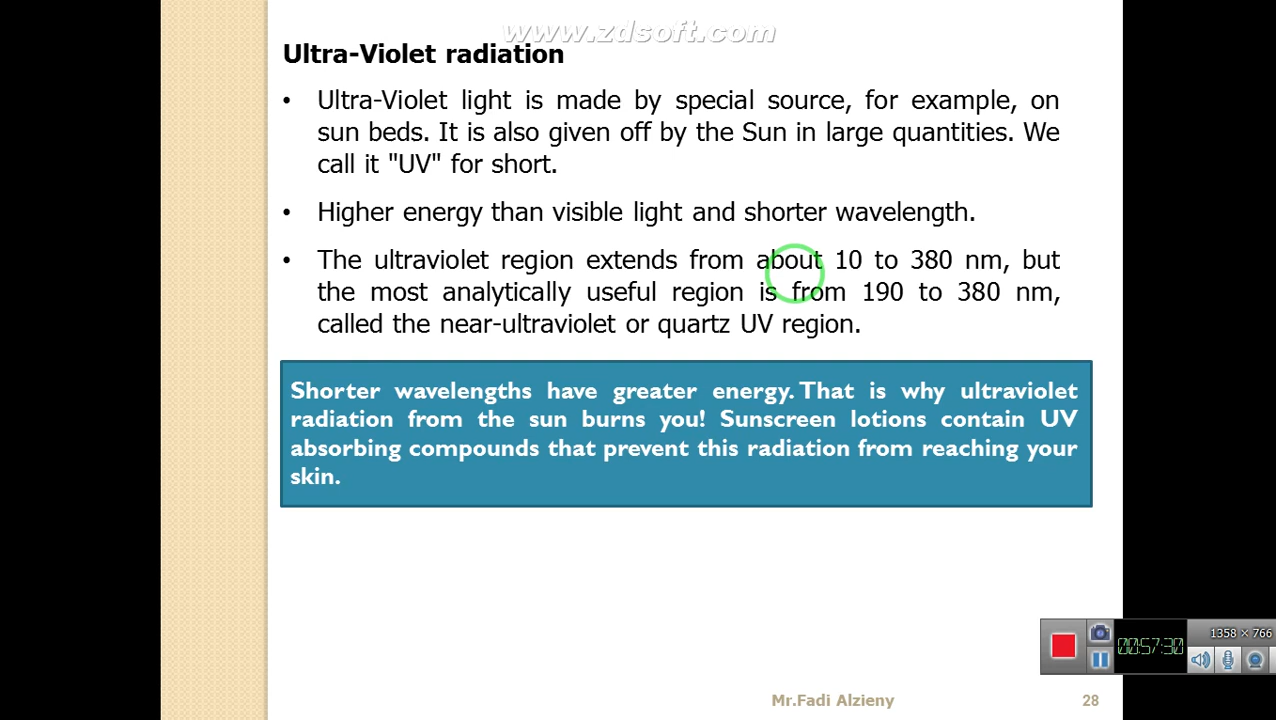 www.zdsoft.com
Ultra-Violet radiation
• Ultra-Violet light is made by special source, for example, on
sun beds. It is also given off by the Sun in large quantities. We
call it "UV" for short.
• Higher energy than visible light and shorter wavelength.
• The ultraviolet region extends from about 10 to 380 nm, but
the most analytically useful region is from 190 to 380 nm,
called the near-ultraviolet or quartz UV region.
Shorter wavelengths have greater energy. That is why ultraviolet
radiation from the sun burns you! Sunscreen lotions contain UV
absorbing compounds that prevent this radiation from reaching your
skin.
1358 × 766
00:57:30
Mr.Fadi Alzieny
28